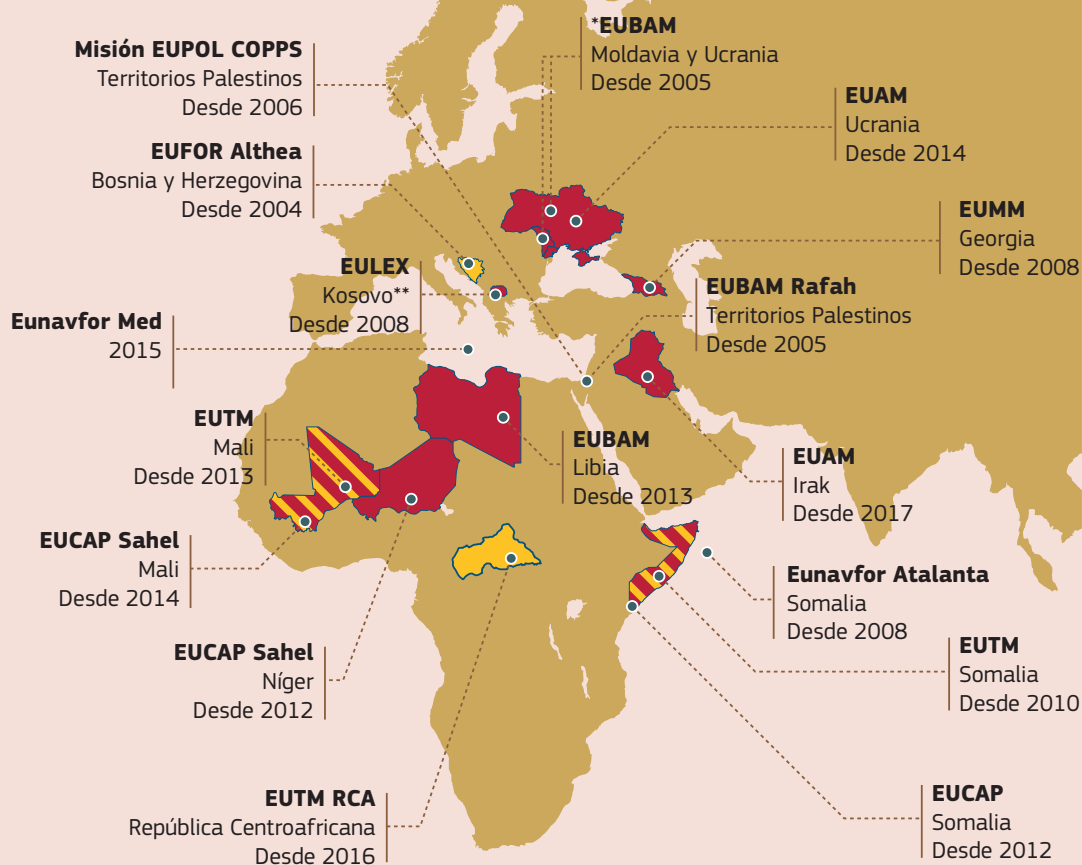 Misión EUPOL COPPS
Territorios Palestinos
Desde 2006
*EUBAM
Moldavia y Ucrania
Desde 2005
EUAM
Ucrania
Desde 2014
EUFOR Althea
Bosnia y Herzegovina
Desde 2004
EUMM
Georgia
Desde 2008
EULEX
Kosovo**
Desde 2008
EUBAM Rafah
Territorios Palestinos
Desde 2005
Eunavfor Med
2015
EUTM
Mali
Desde 2013
EUBAM
Libia
Desde 2013
EUAM
Irak
Desde 2017
EUCAP Sahel
Mali
Desde 2014
Eunavfor Atalanta
Somalia
Desde 2008
EUCAP Sahel
Níger
Desde 2012
EUTM
Somalia
Desde 2010
EUTM RCA
República Centroafricana
Desde 2016
EUCAP
Somalia
Desde 2012